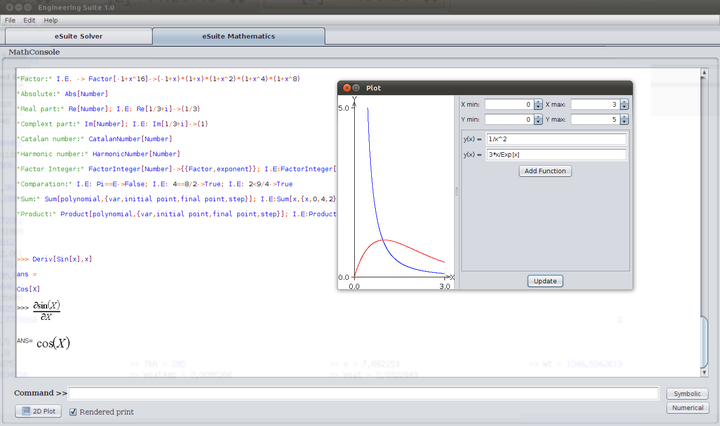 Engineering Suite 1.0
File Edit Help
eSuite Solver eSuite Mathematics
MathConsole
"Factor:" I.E. -> Factor[-1+x^16]->(-1+x)*(1+x)*(1+x^2)*(1+x^4)*(1+x^8)
"Absolute:" Abs[Number]
"Real part:" Re[Number]; I.E: Re[1/3+i]->(1/3)
"Complext part:" Im[Number]; I.E: Im[1/3+i]->(1)
"Catalan number:" CatalanNumber[Number]
"Harmonic number:" HarmonicNumber[Number]
"Factor Integer:" FactorInteger[Number]->{{Factor,exponent}}; I.E:FactorInteger[
"Comparation:" I.E: Pi==E->False; I.E: 4==8/2->True; I.E: 2<9/4->True
"Sum:" Sum[polynomial,{var,initial point,final point,step}]; I.E:Sum[x,{x,0,4,2}
"Product:" Product[polynomial,{var,initial point,final point,step}]; I.E:Product
>>> Deriv[Sin[x],x]
ans =
Cos[X]
>>> ∂sin(X)
∂X
ANS= cos(X)
Plot
Y
5.0
0.0
X
0.0 3.0
X min: 0 X max: 3
Y min: 0 Y max: 5
y(x) = 1/x^2
y(x) = 3*x/Exp[x]
Add Function
Update
Command >>
Symbolic
Numerical
2D Plot Rendered print